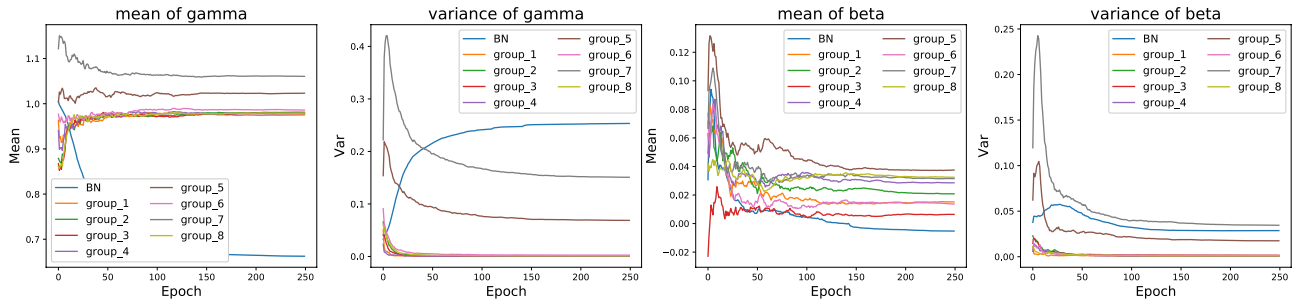 mean of gamma
1.1
1.0
0.9
0.8
0.7
Mean
BN
group_1
group_2
group_3
group_4
group_5
group_6
group_7
group_8
0
50
100
150
200
250
Epoch
variance of gamma
0.4
0.3
0.2
0.1
0.0
Var
BN
group_1
group_2
group_3
group_4
group_5
group_6
group_7
group_8
0
50
100
150
200
250
Epoch
mean of beta
0.12
0.10
0.08
0.06
0.04
0.02
0.00
−0.02
Mean
BN
group_1
group_2
group_3
group_4
group_5
group_6
group_7
group_8
0
50
100
150
200
250
Epoch
variance of beta
0.25
0.20
0.15
0.10
0.05
0.00
Var
BN
group_1
group_2
group_3
group_4
group_5
group_6
group_7
group_8
0
50
100
150
200
250
Epoch